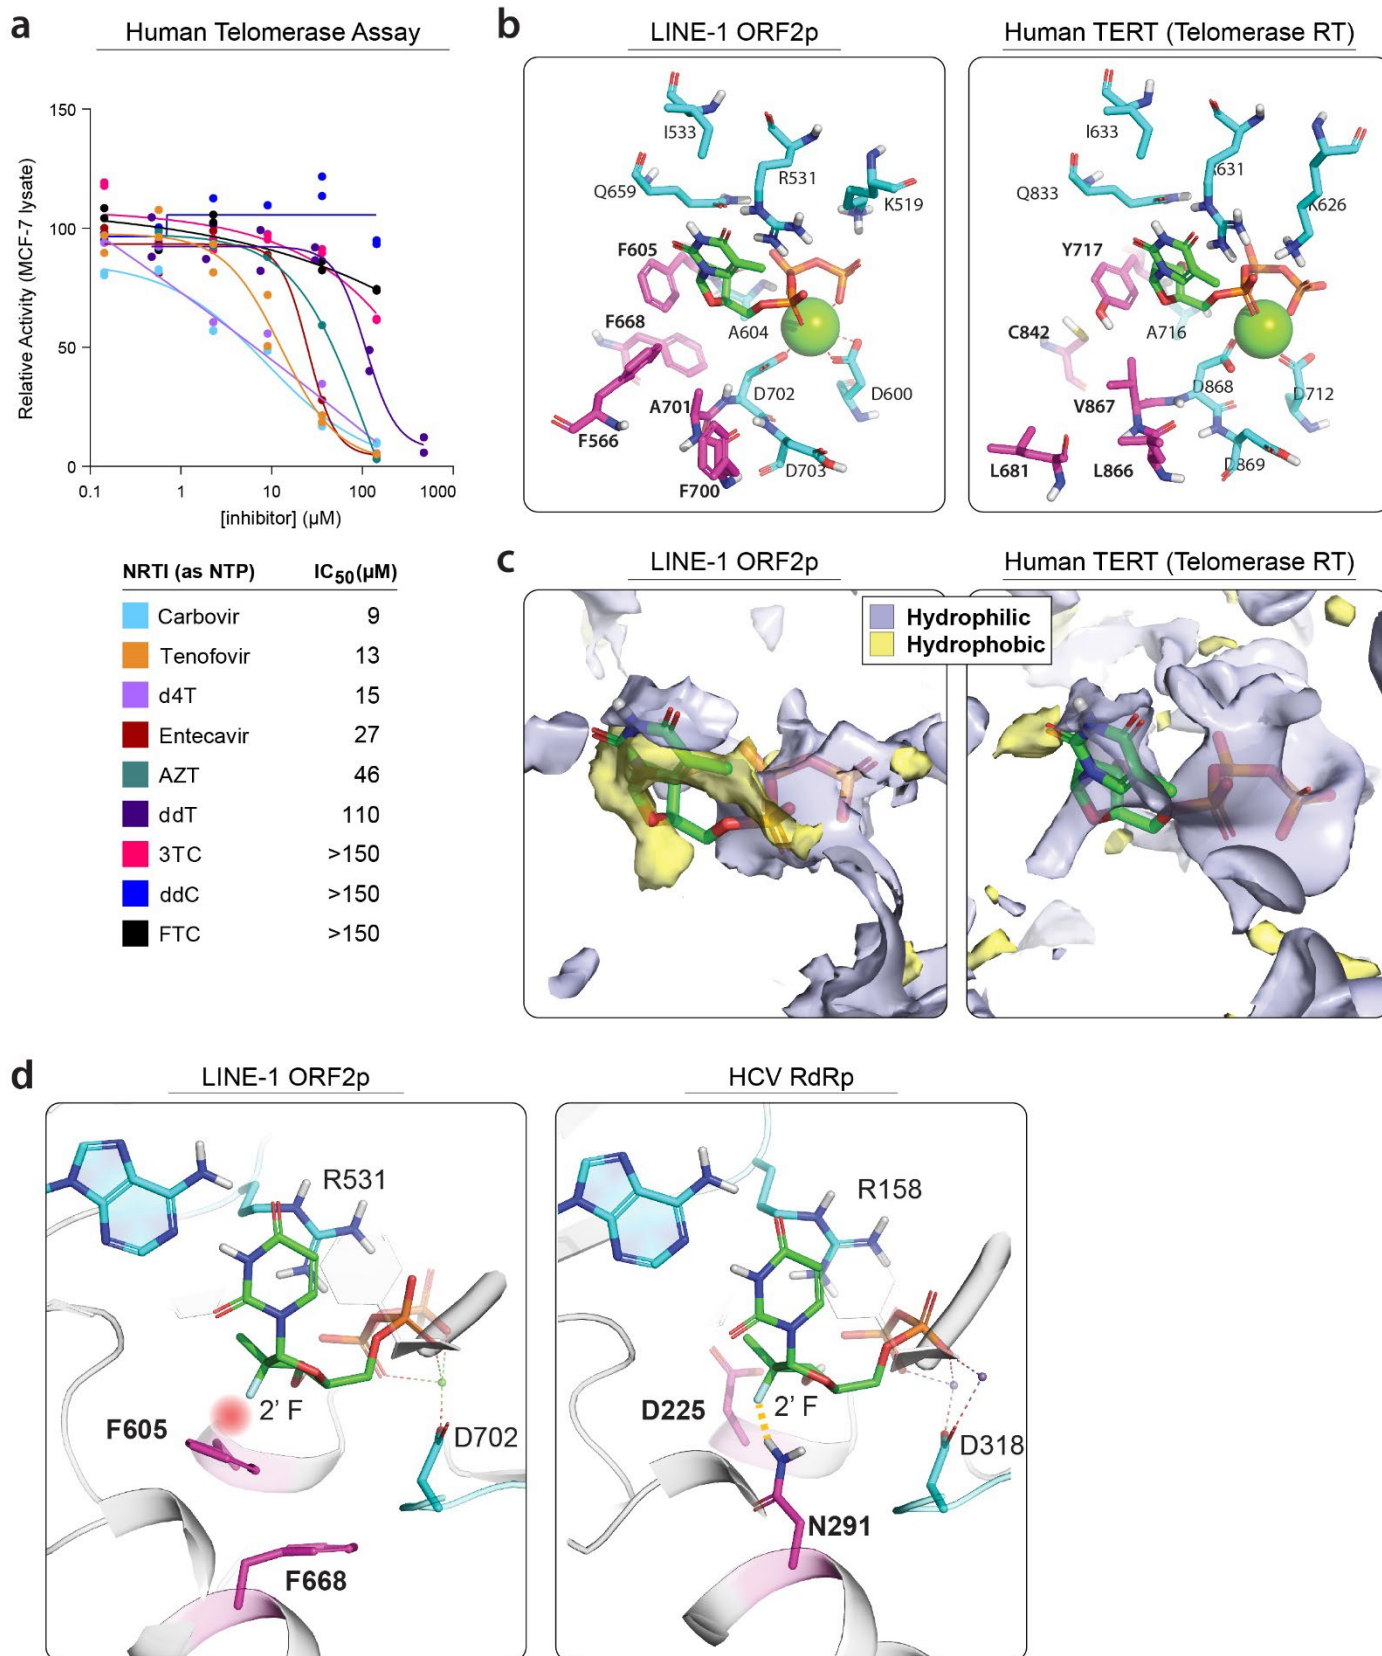 a
Human Telomerase Assay
Relative Activity (MCF-7 lysate)
150
100
50
0
0.1 1 10 100 1000
[inhibitor] (µM)
NRTI (as NTP) IC50(µM)
Carbovir 9
Tenofovir 13
d4T 15
Entecavir 27
AZT 46
ddT 110
3TC >150
ddC >150
FTC >150
b
LINE-1 ORF2p
I533
R531
Q659
K519
F605
F668
A604
A701
D702
D600
F566
D703
F700
Human TERT (Telomerase RT)
I633
R631
Q833
K626
Y717
C842
A716
D868
D712
V867
L681
L866
D869
c
LINE-1 ORF2p
Human TERT (Telomerase RT)
Hydrophilic
Hydrophobic
d
LINE-1 ORF2p
R531
2' F
F605
D702
F668
HCV RdRp
R158
D225
2' F
D318
N291